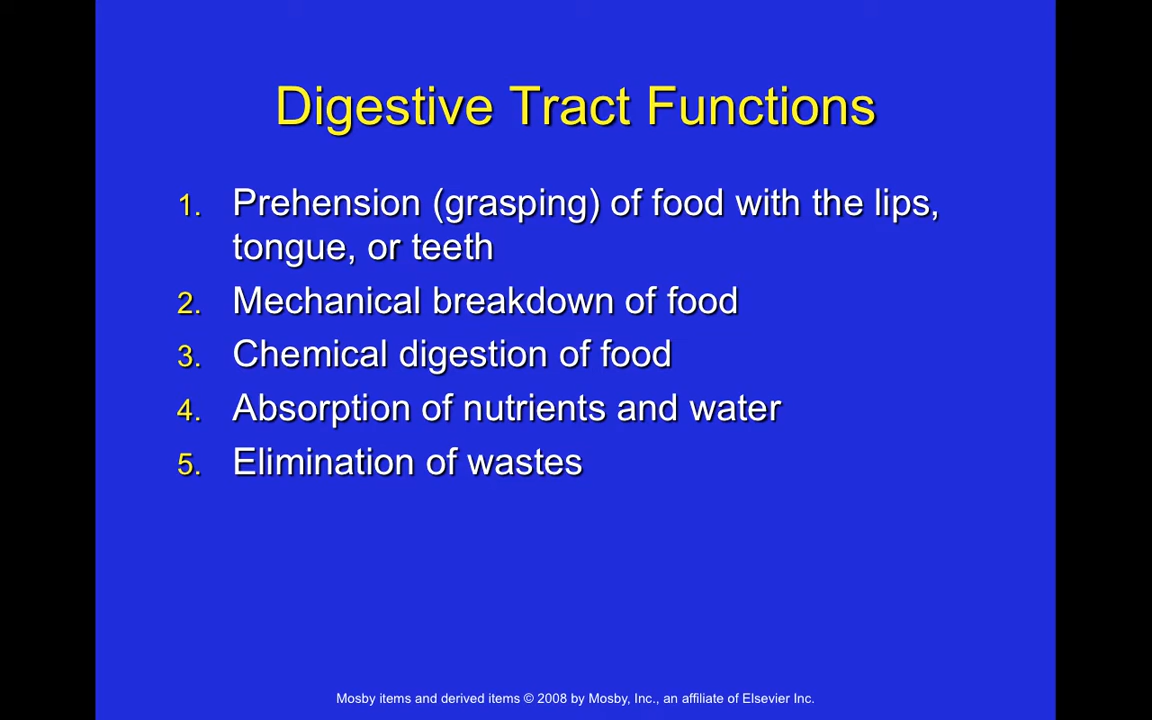 Digestive Tract Functions
1. Prehension (grasping) of food with the lips,
tongue, or teeth
2. Mechanical breakdown of food
3. Chemical digestion of food
4. Absorption of nutrients and water
5. Elimination of wastes
Mosby items and derived items © 2008 by Mosby, Inc., an affiliate of Elsevier Inc.